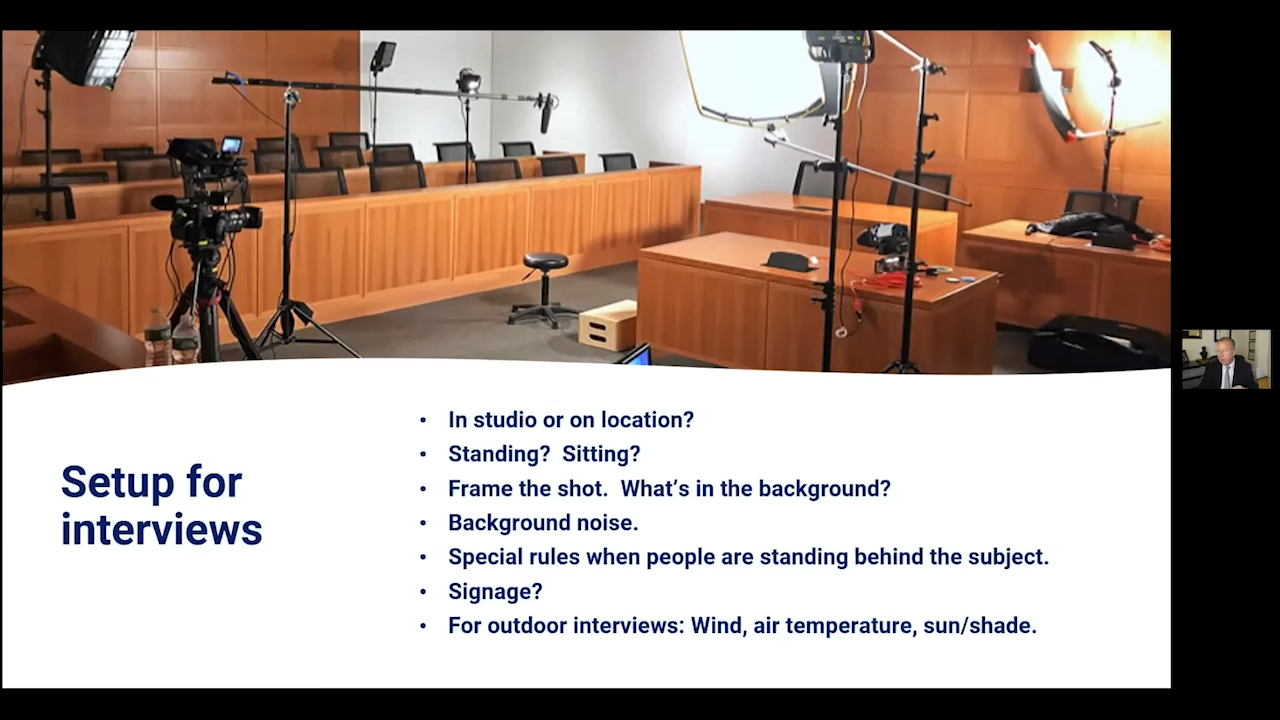 Setup for
interviews
• In studio or on location?
• Standing?  Sitting?
• Frame the shot.  What’s in the background?
• Background noise.
• Special rules when people are standing behind the subject.
• Signage?
• For outdoor interviews: Wind, air temperature, sun/shade.